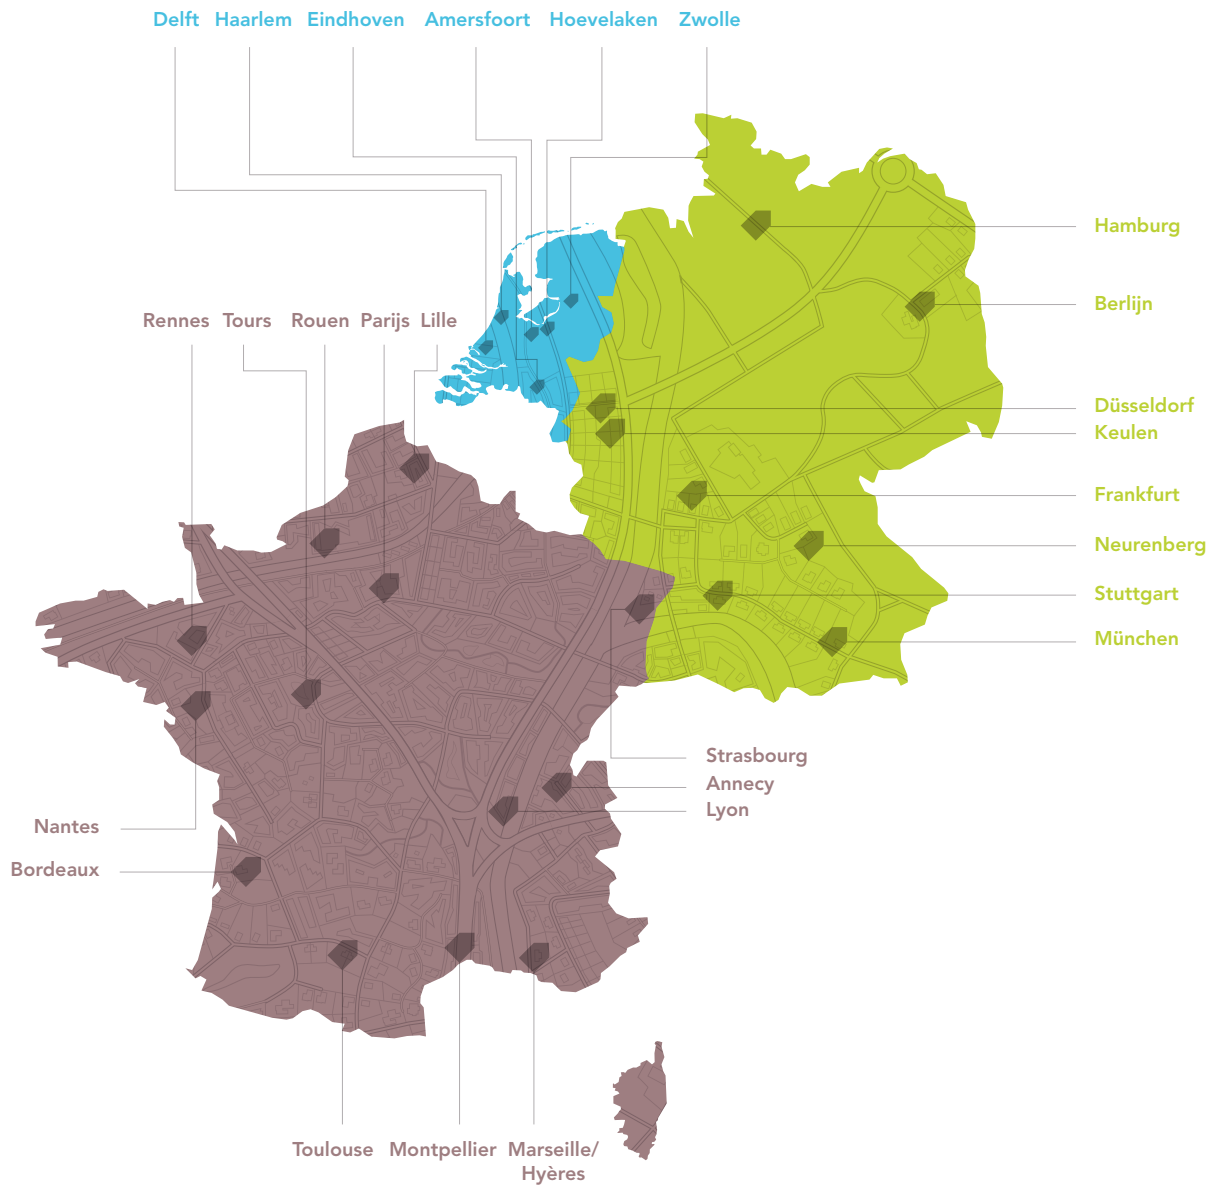 Delft Haarlem Eindhoven Amersfoort Hoevelaken Zwolle
Hamburg
Berlijn
Rennes Tours Rouen Parijs Lille
Düsseldorf
Keulen
Frankfurt
Neurenberg
Stuttgart
München
Strasbourg
Annecy
Lyon
Nantes
Bordeaux
Toulouse Montpellier Marseille/
Hyères